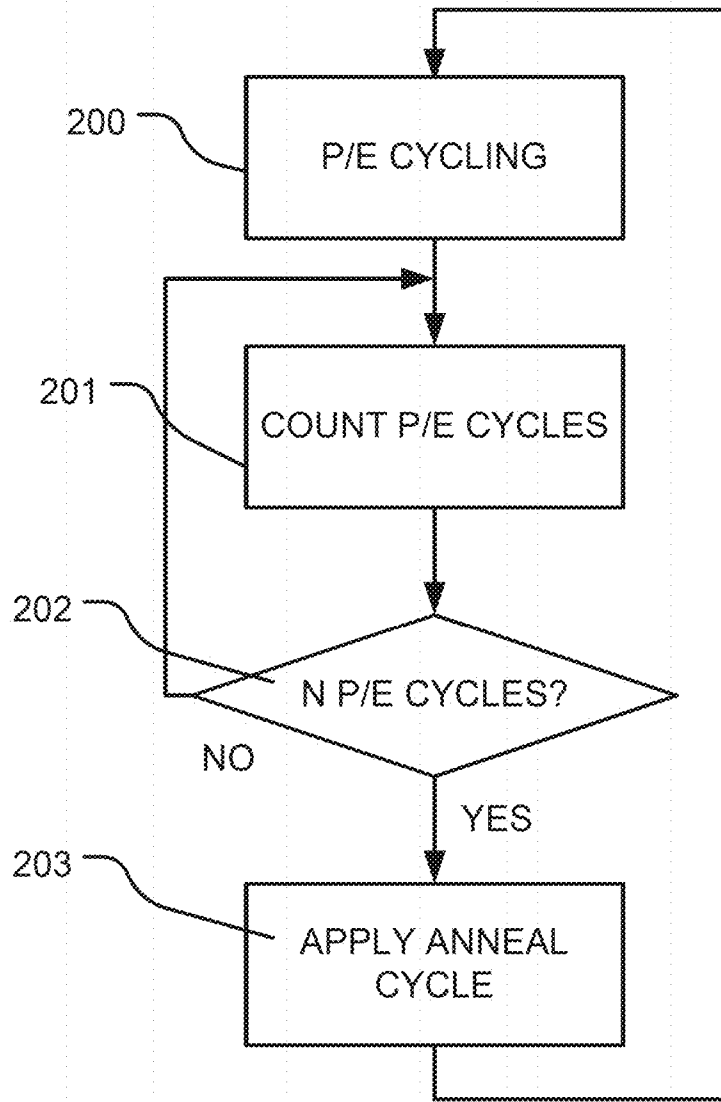 200
P/E CYCLING
201
COUNT P/E CYCLES
202
N P/E CYCLES?
NO
YES
203
APPLY ANNEAL
CYCLE